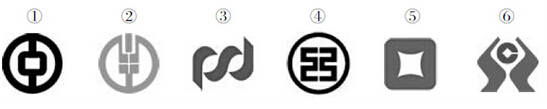 ① ② ③ ④ ⑤ ⑥